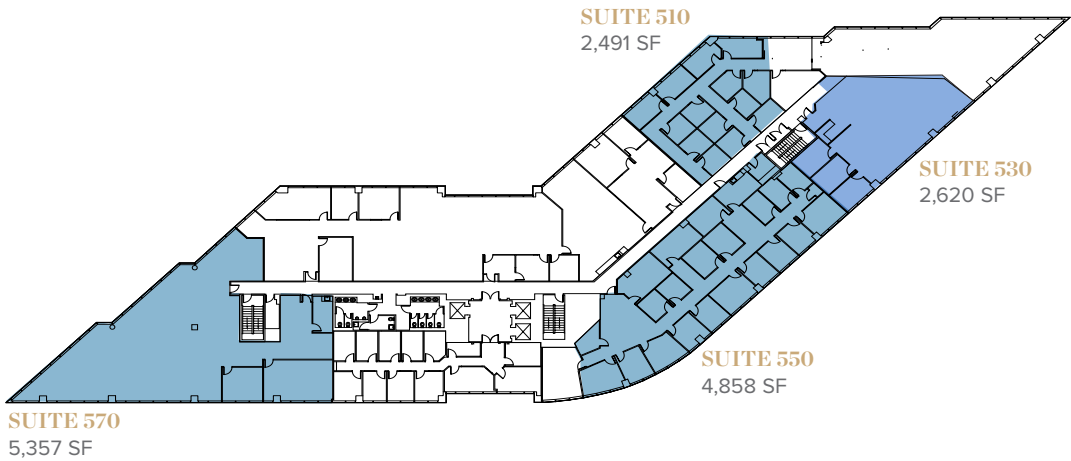 SUITE 510
2,491 SF
SUITE 530
2,620 SF
SUITE 550
4,858 SF
SUITE 570
5,357 SF